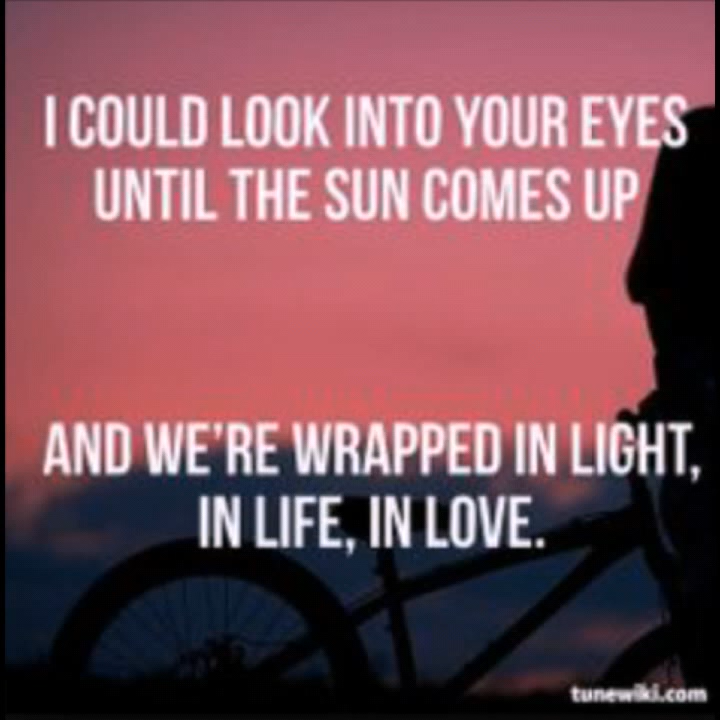 I COULD LOOK INTO YOUR EYES
UNTIL THE SUN COMES UP
AND WE'RE WRAPPED IN LIGHT,
IN LIFE, IN LOVE.
tunewiki.com